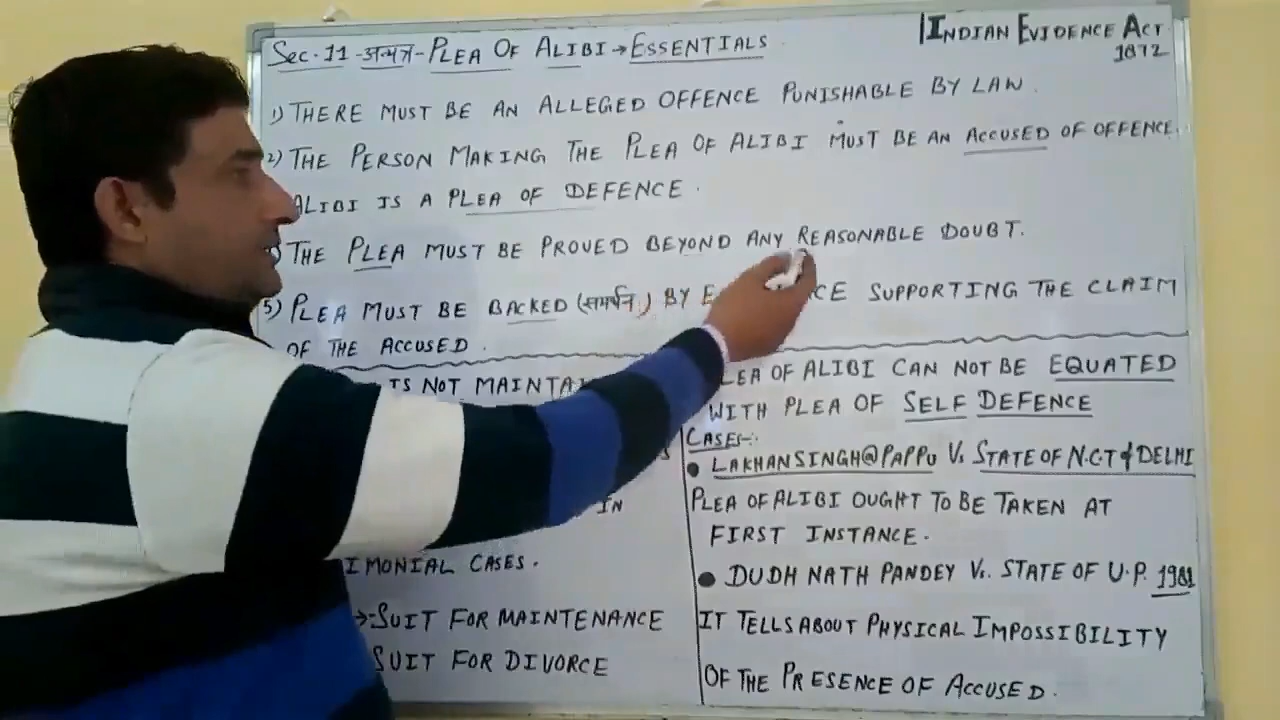 Sec.11 - अन्यत्र - PLEA OF ALIBI → ESSENTIALS
INDIAN EVIDENCE ACT
1872
1) THERE MUST BE AN ALLEGED OFFENCE PUNISHABLE BY LAW.
2) THE PERSON MAKING THE PLEA OF ALIBI MUST BE AN ACCUSED OF OFFENCE
ALIBI IS A PLEA OF DEFENCE.
THE PLEA MUST BE PROVED BEYOND ANY REASONABLE DOUBT.
5) PLEA MUST BE BACKED (समर्थन) BY E CE SUPPORTING THE CLAIM
OF THE ACCUSED.
IS NOT MAINTA
IN
IMONIAL CASES.
→ SUIT FOR MAINTENANCE
SUIT FOR DIVORCE
LEA OF ALIBI CAN NOT BE EQUATED
WITH PLEA OF SELF DEFENCE
CASES:-
• LAKHANSINGH@PAPPU Vs STATE OF N.C.T of DELHI
PLEA OF ALIBI OUGHT TO BE TAKEN AT
FIRST INSTANCE.
• DUDH NATH PANDEY Vs. STATE OF U.P. 1981
IT TELLS ABOUT PHYSICAL IMPOSSIBILITY
OF THE PRESENCE OF ACCUSED.